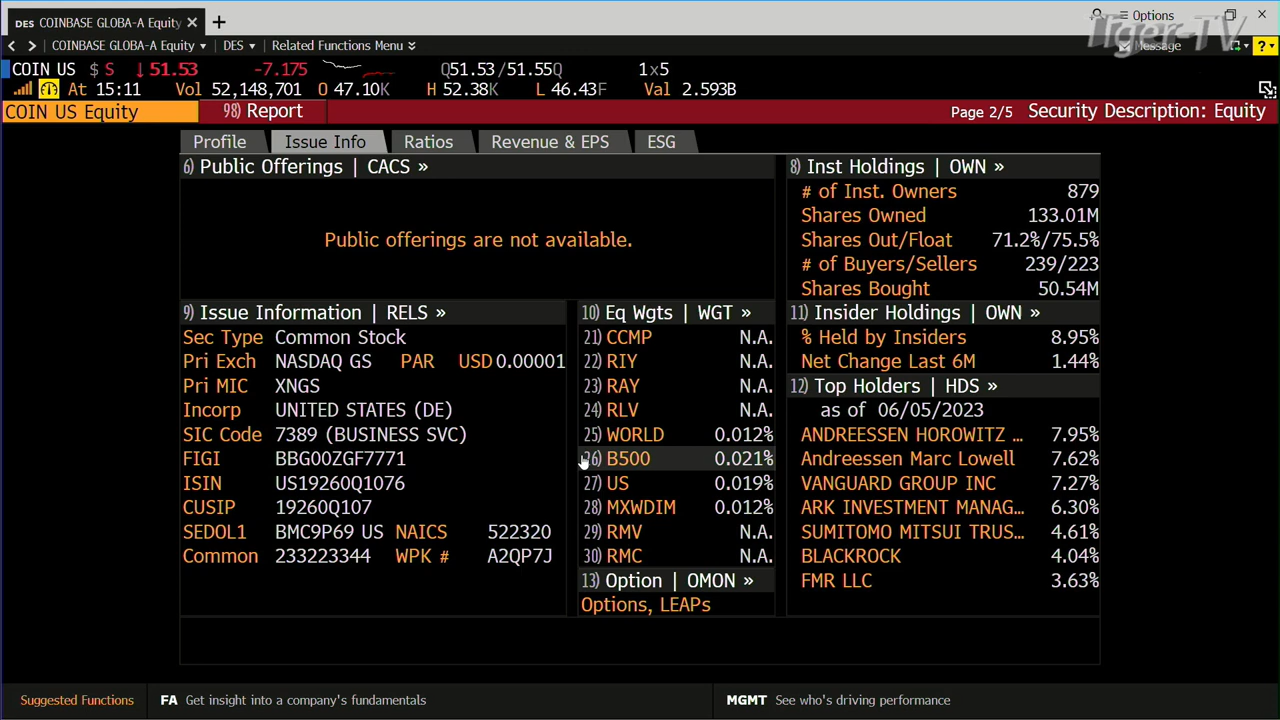 DES COINBASE GLOBA-A Equity × +
Options
COINBASE GLOBA-A Equity DES Related Functions Menu
Message
Tiger-TV
COIN US $ S ↓51.53 -7.175 Q51.53/51.55Q 1x5
At 15:11 Vol 52,148,701 O 47.10K H 52.38K L 46.43F Val 2.593B
COIN US Equity 98) Report Page 2/5 Security Description: Equity
Profile Issue Info Ratios Revenue & EPS ESG
6) Public Offerings | CACS »
Public offerings are not available.
8) Inst Holdings | OWN »
# of Inst. Owners 879
Shares Owned 133.01M
Shares Out/Float 71.2%/75.5%
# of Buyers/Sellers 239/223
Shares Bought 50.54M
9) Issue Information | RELS »
Sec Type Common Stock
Pri Exch NASDAQ GS PAR USD 0.00001
Pri MIC XNGS
Incorp UNITED STATES (DE)
SIC Code 7389 (BUSINESS SVC)
FIGI BBG00ZGF7771
ISIN US19260Q1076
CUSIP 19260Q107
SEDOL1 BMC9P69 US NAICS 522320
Common 233223344 WPK # A2QP7J
10) Eq Wgts | WGT »
21) CCMP N.A.
22) RIY N.A.
23) RAY N.A.
24) RLV N.A.
25) WORLD 0.012%
26) B500 0.021%
27) US 0.019%
28) MXWDIM 0.012%
29) RMV N.A.
30) RMC N.A.
13) Option | OMON »
Options, LEAPs
11) Insider Holdings | OWN »
% Held by Insiders 8.95%
Net Change Last 6M 1.44%
12) Top Holders | HDS »
as of 06/05/2023
ANDREESSEN HOROWITZ … 7.95%
Andreessen Marc Lowell 7.62%
VANGUARD GROUP INC 7.27%
ARK INVESTMENT MANAG… 6.30%
SUMITOMO MITSUI TRUS… 4.61%
BLACKROCK 4.04%
FMR LLC 3.63%
Suggested Functions FA Get insight into a company's fundamentals MGMT See who's driving performance